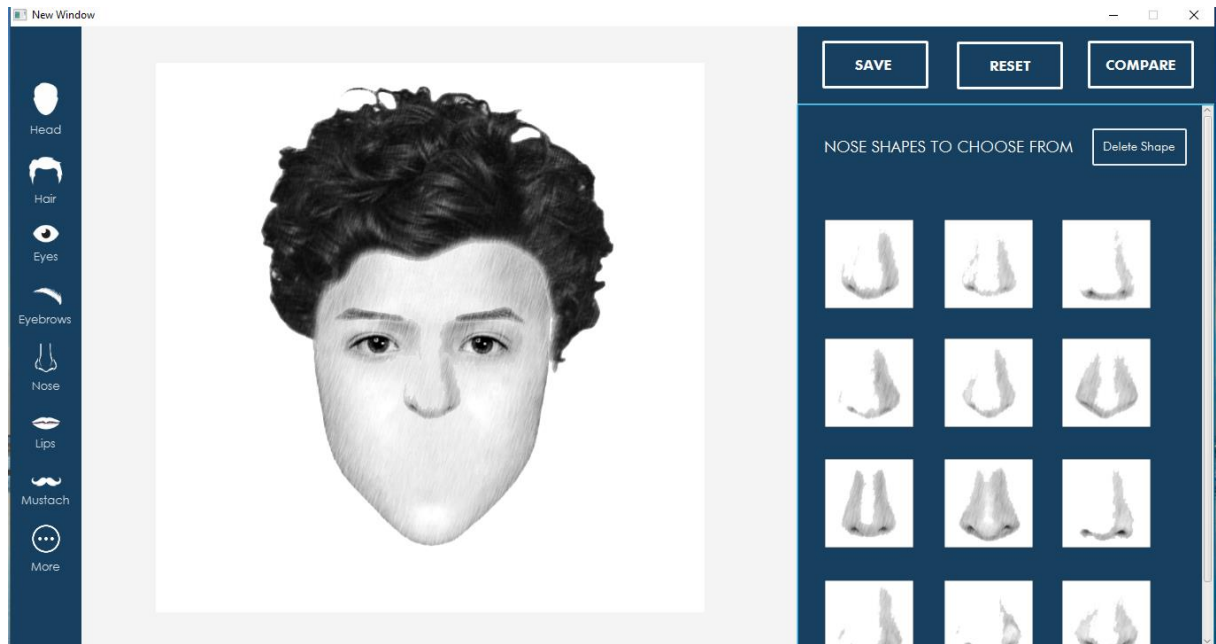 New Window
Head
Hair
Eyes
Eyebrows
Nose
Lips
Mustach
More
SAVE
RESET
COMPARE
NOSE SHAPES TO CHOOSE FROM
Delete Shape